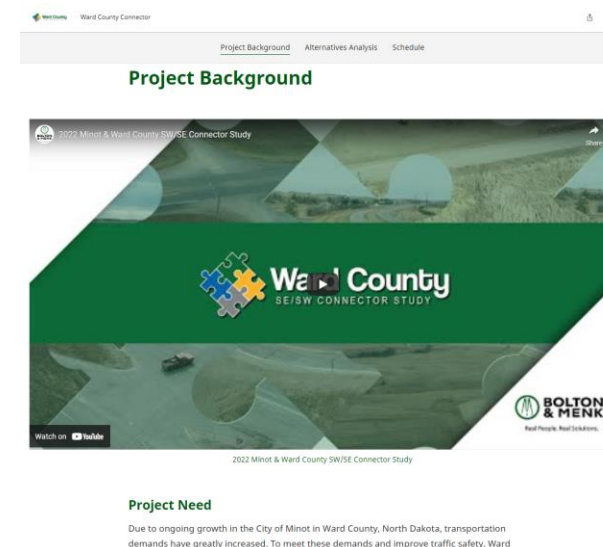 Ward County Ward County Connector
Project Background Alternatives Analysis Schedule
Project Background
2022 Minot & Ward County SW/SE Connector Study
Share
Ward County
SE/SW CONNECTOR STUDY
BOLTON
& MENK
Real People. Real Solutions.
Watch on YouTube
2022 Minot & Ward County SW/SE Connector Study
Project Need
Due to ongoing growth in the City of Minot in Ward County, North Dakota, transportation
demands have greatly increased. To meet these demands and improve traffic safety, Ward